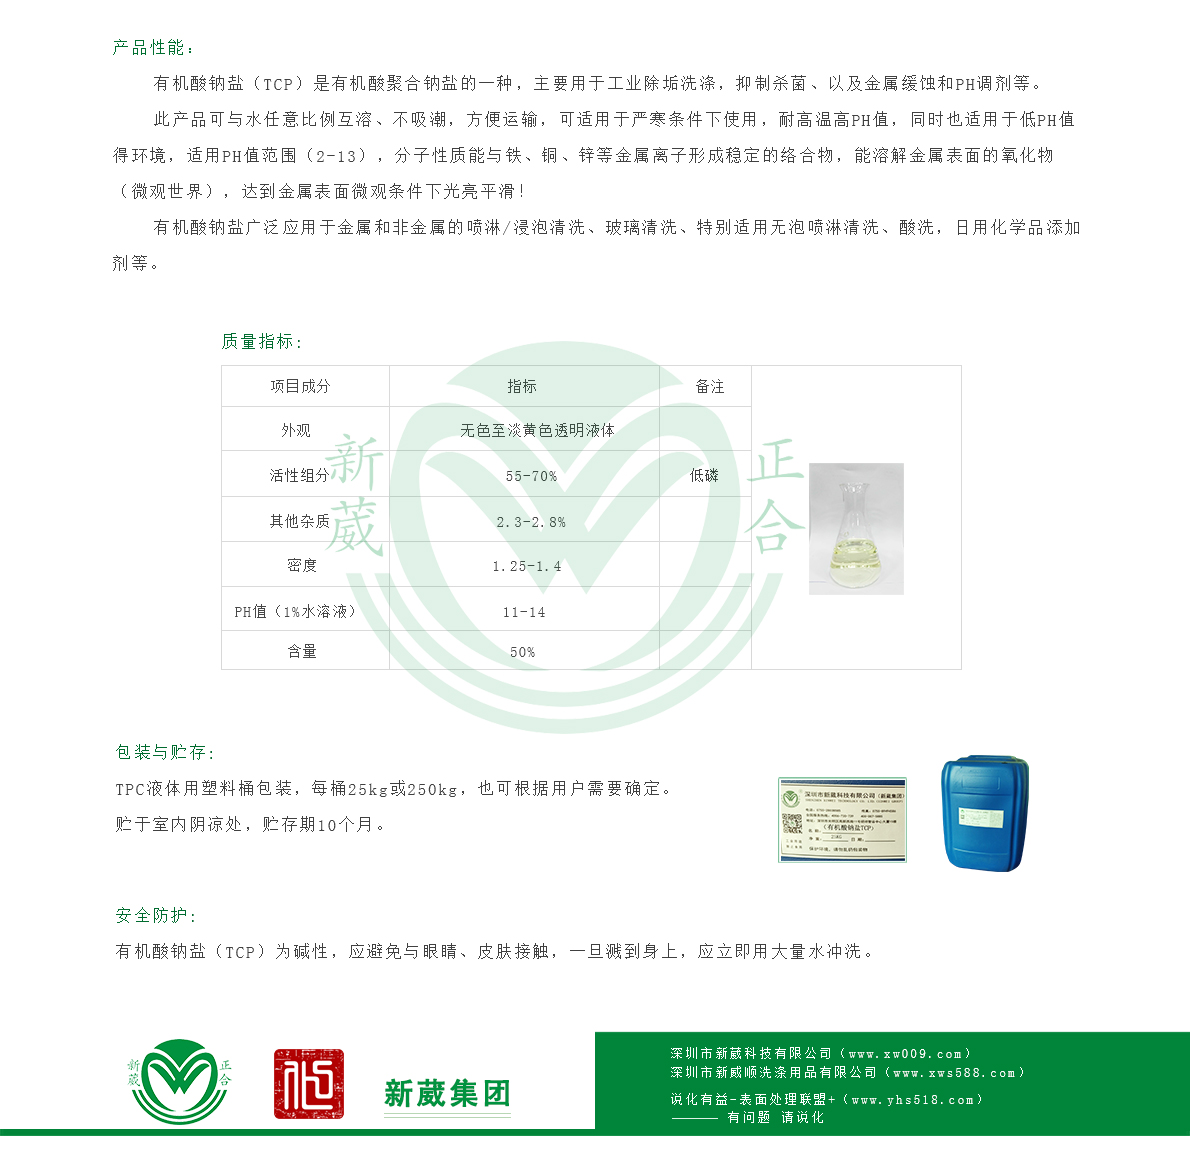 产品性能：
有机酸钠盐（TCP）是有机酸聚合钠盐的一种，主要用于工业除垢洗涤，抑制杀菌、以及金属缓蚀和PH调剂等。
此产品可与水任意比例互溶、不吸潮，方便运输，可适用于严寒条件下使用，耐高温高PH值，同时也适用于低PH值
得环境，适用PH值范围（2-13），分子性质能与铁、铜、锌等金属离子形成稳定的络合物，能溶解金属表面的氧化物
（微观世界），达到金属表面微观条件下光亮平滑！
有机酸钠盐广泛应用于金属和非金属的喷淋/浸泡清洗、玻璃清洗、特别适用无泡喷淋清洗、酸洗，日用化学品添加
剂等。
质量指标：
项目成分 指标 备注
外观 无色至淡黄色透明液体
活性组分 55-70% 低磷
其他杂质 2.3-2.8%
密度 1.25-1.4
PH值（1%水溶液） 11-14
含量 50%
新葳
正合
包装与贮存：
TPC液体用塑料桶包装，每桶25kg或250kg，也可根据用户需要确定。
贮于室内阴凉处，贮存期10个月。
深圳市新葳科技有限公司（新葳集团）
（有机酸钠盐TCP）
安全防护：
有机酸钠盐（TCP）为碱性，应避免与眼睛、皮肤接触，一旦溅到身上，应立即用大量水冲洗。
新葳
正合
新葳集团
深圳市新葳科技有限公司（www.xw009.com）
深圳市新威顺洗涤用品有限公司（www.xws588.com）
说化有益-表面处理联盟+（www.yhs518.com）
——— 有问题 请说化